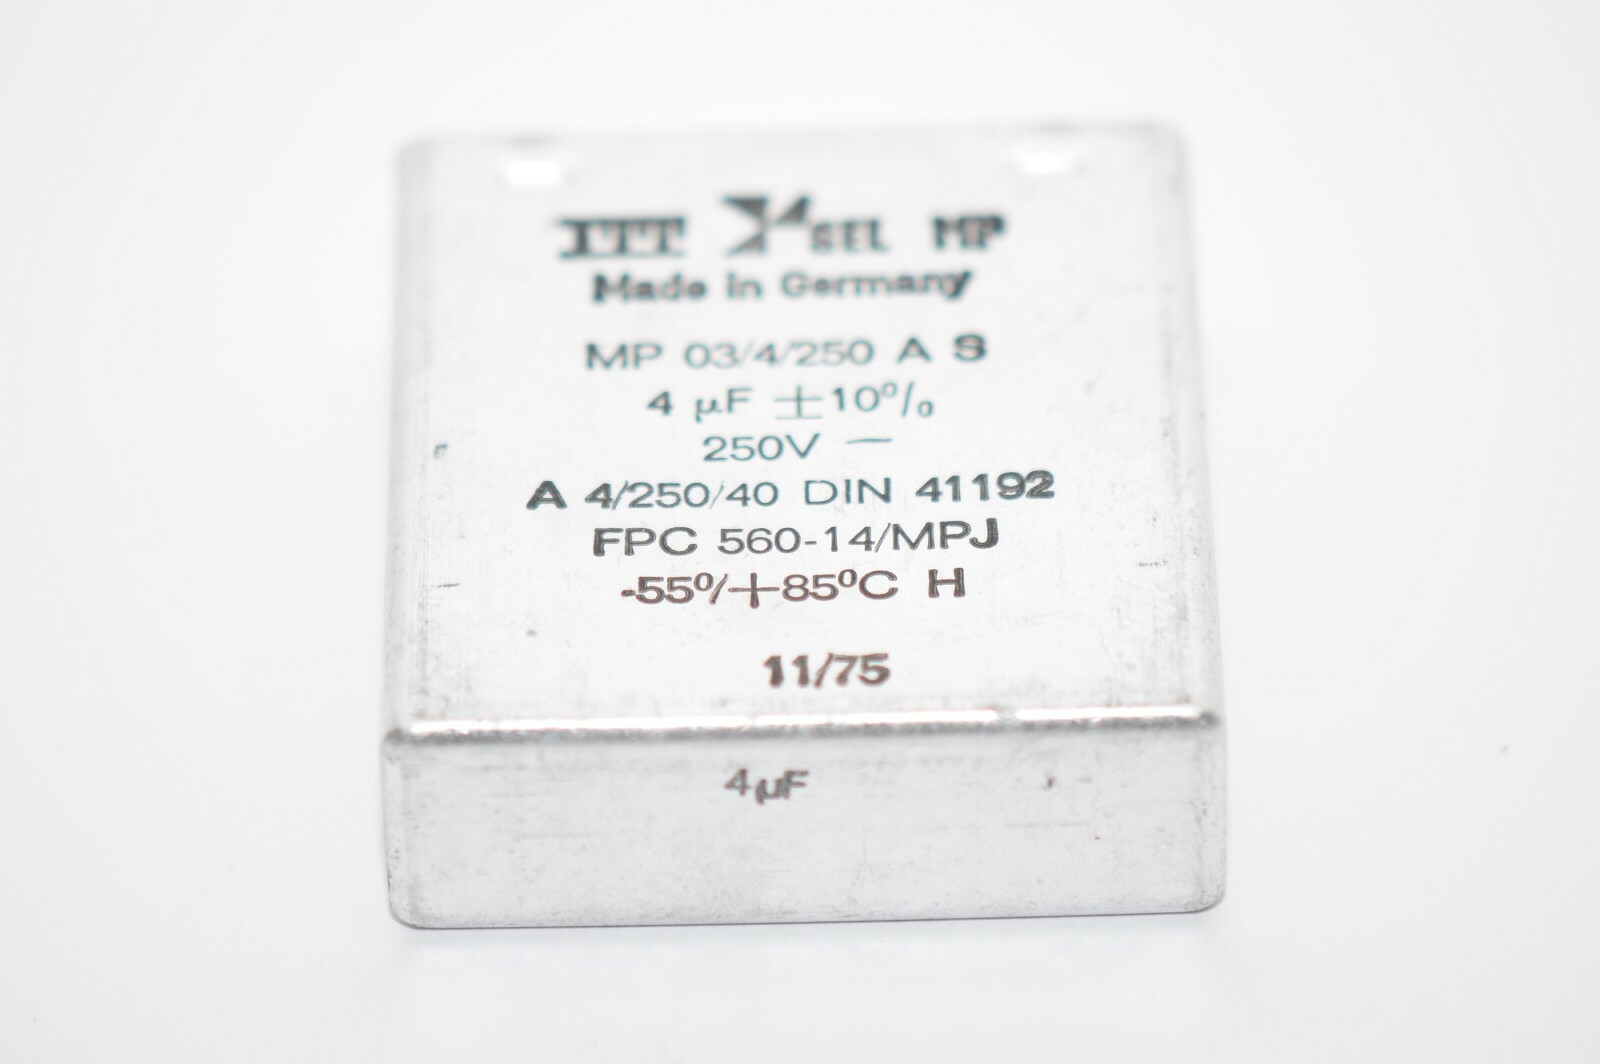 ITT SEL MP
Made in Germany
MP 03/4/250 A S
4 µF ±10%
250V —
A 4/250/40 DIN 41192
FPC 560-14/MPJ
-55°/+85°C H
11/75
4µF